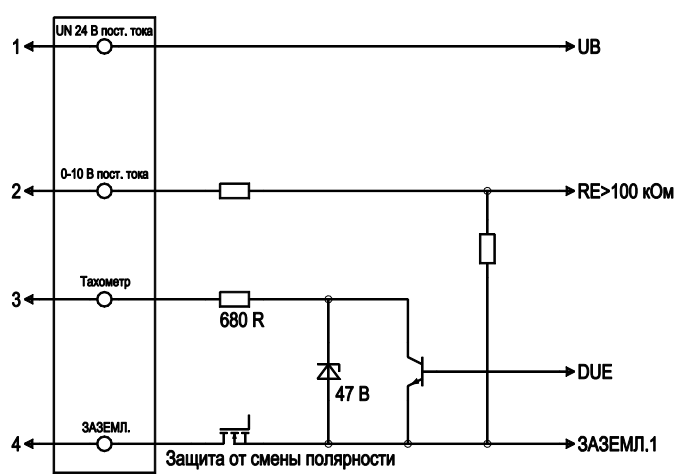 UN 24 В пост. тока
1
UB
0-10 В пост. тока
2
RE>100 кОм
Тахометр
3
680 R
47 В
DUE
ЗАЗЕМЛ.
4
ЗАЗЕМЛ.1
Защита от смены полярности